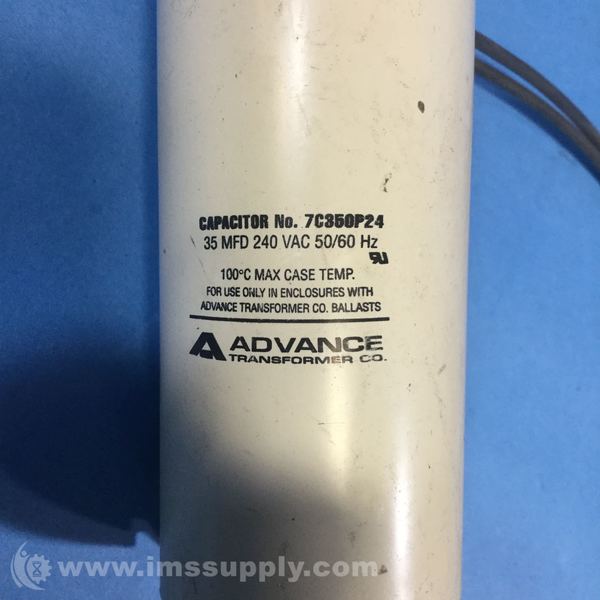 CAPACITOR No. 7C350P24
35 MFD 240 VAC 50/60 Hz
100°C MAX CASE TEMP.
FOR USE ONLY IN ENCLOSURES WITH
ADVANCE TRANSFORMER CO. BALLASTS
ADVANCE
TRANSFORMER CO.
www.imssupply.com